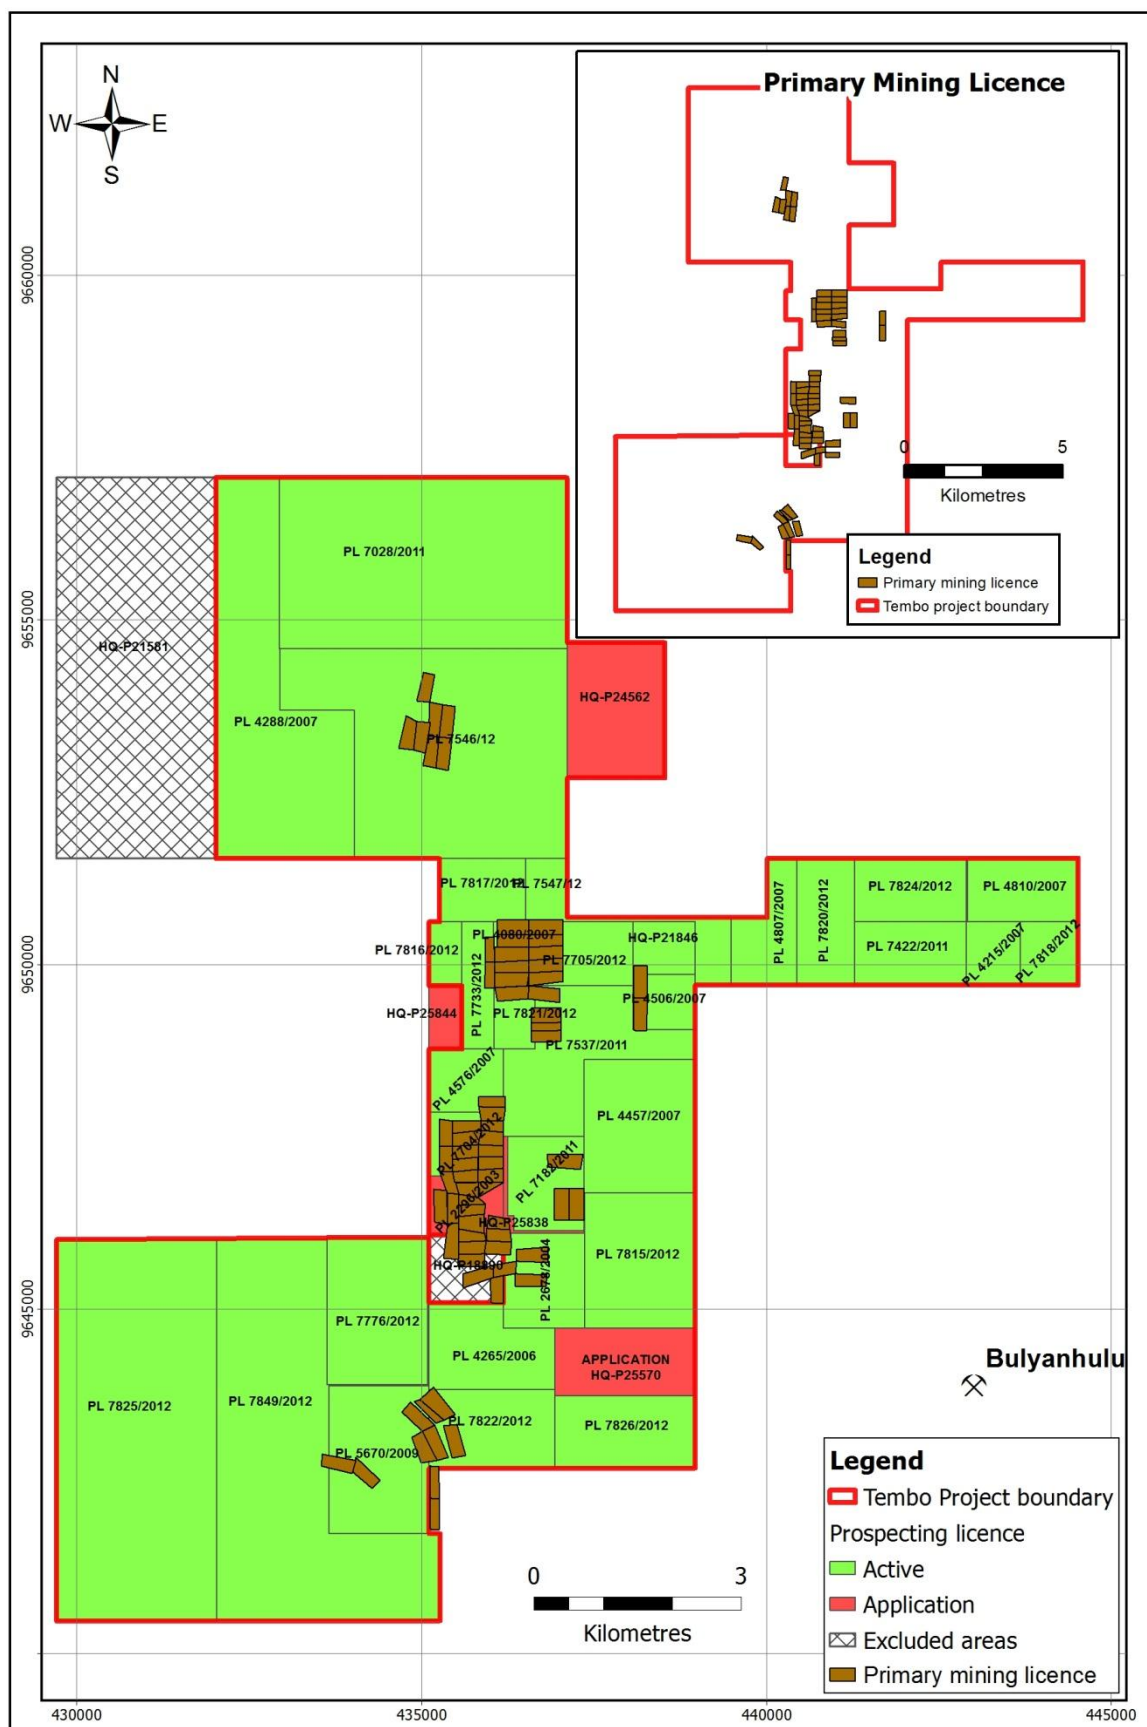 N
W
E
S
Primary Mining Licence
0
5
Kilometres
Legend
Primary mining licence
Tembo project boundary
9660000
9655000
9650000
9645000
PL 7028/2011
HQ-P21581
HQ-P24562
PL 4288/2007
PL 7546/12
PL 7817/2012
PL 7547/12
PL 4807/2007
PL 7820/2012
PL 7824/2012
PL 4810/2007
PL 7816/2012
PL 4080/2007
HQ-P21846
PL 7705/2012
PL 7422/2011
PL 4215/2007
PL 7818/2012
PL 7733/2012
HQ-P25844
PL 7821/2012
PL 4506/2007
PL 7537/2011
PL 4576/2007
PL 4457/2007
PL 7704/2012
PL 7182/2011
PL 2296/2003
HQ-P25838
PL 7815/2012
HQ-P18890
PL 2678/2004
PL 7776/2012
PL 4265/2006
APPLICATION
HQ-P25570
Bulyanhulu
PL 7825/2012
PL 7849/2012
PL 7822/2012
PL 7826/2012
PL 5670/2009
Legend
Tembo Project boundary
Prospecting licence
Active
Application
Excluded areas
Primary mining licence
0
3
Kilometres
430000
435000
440000
445000